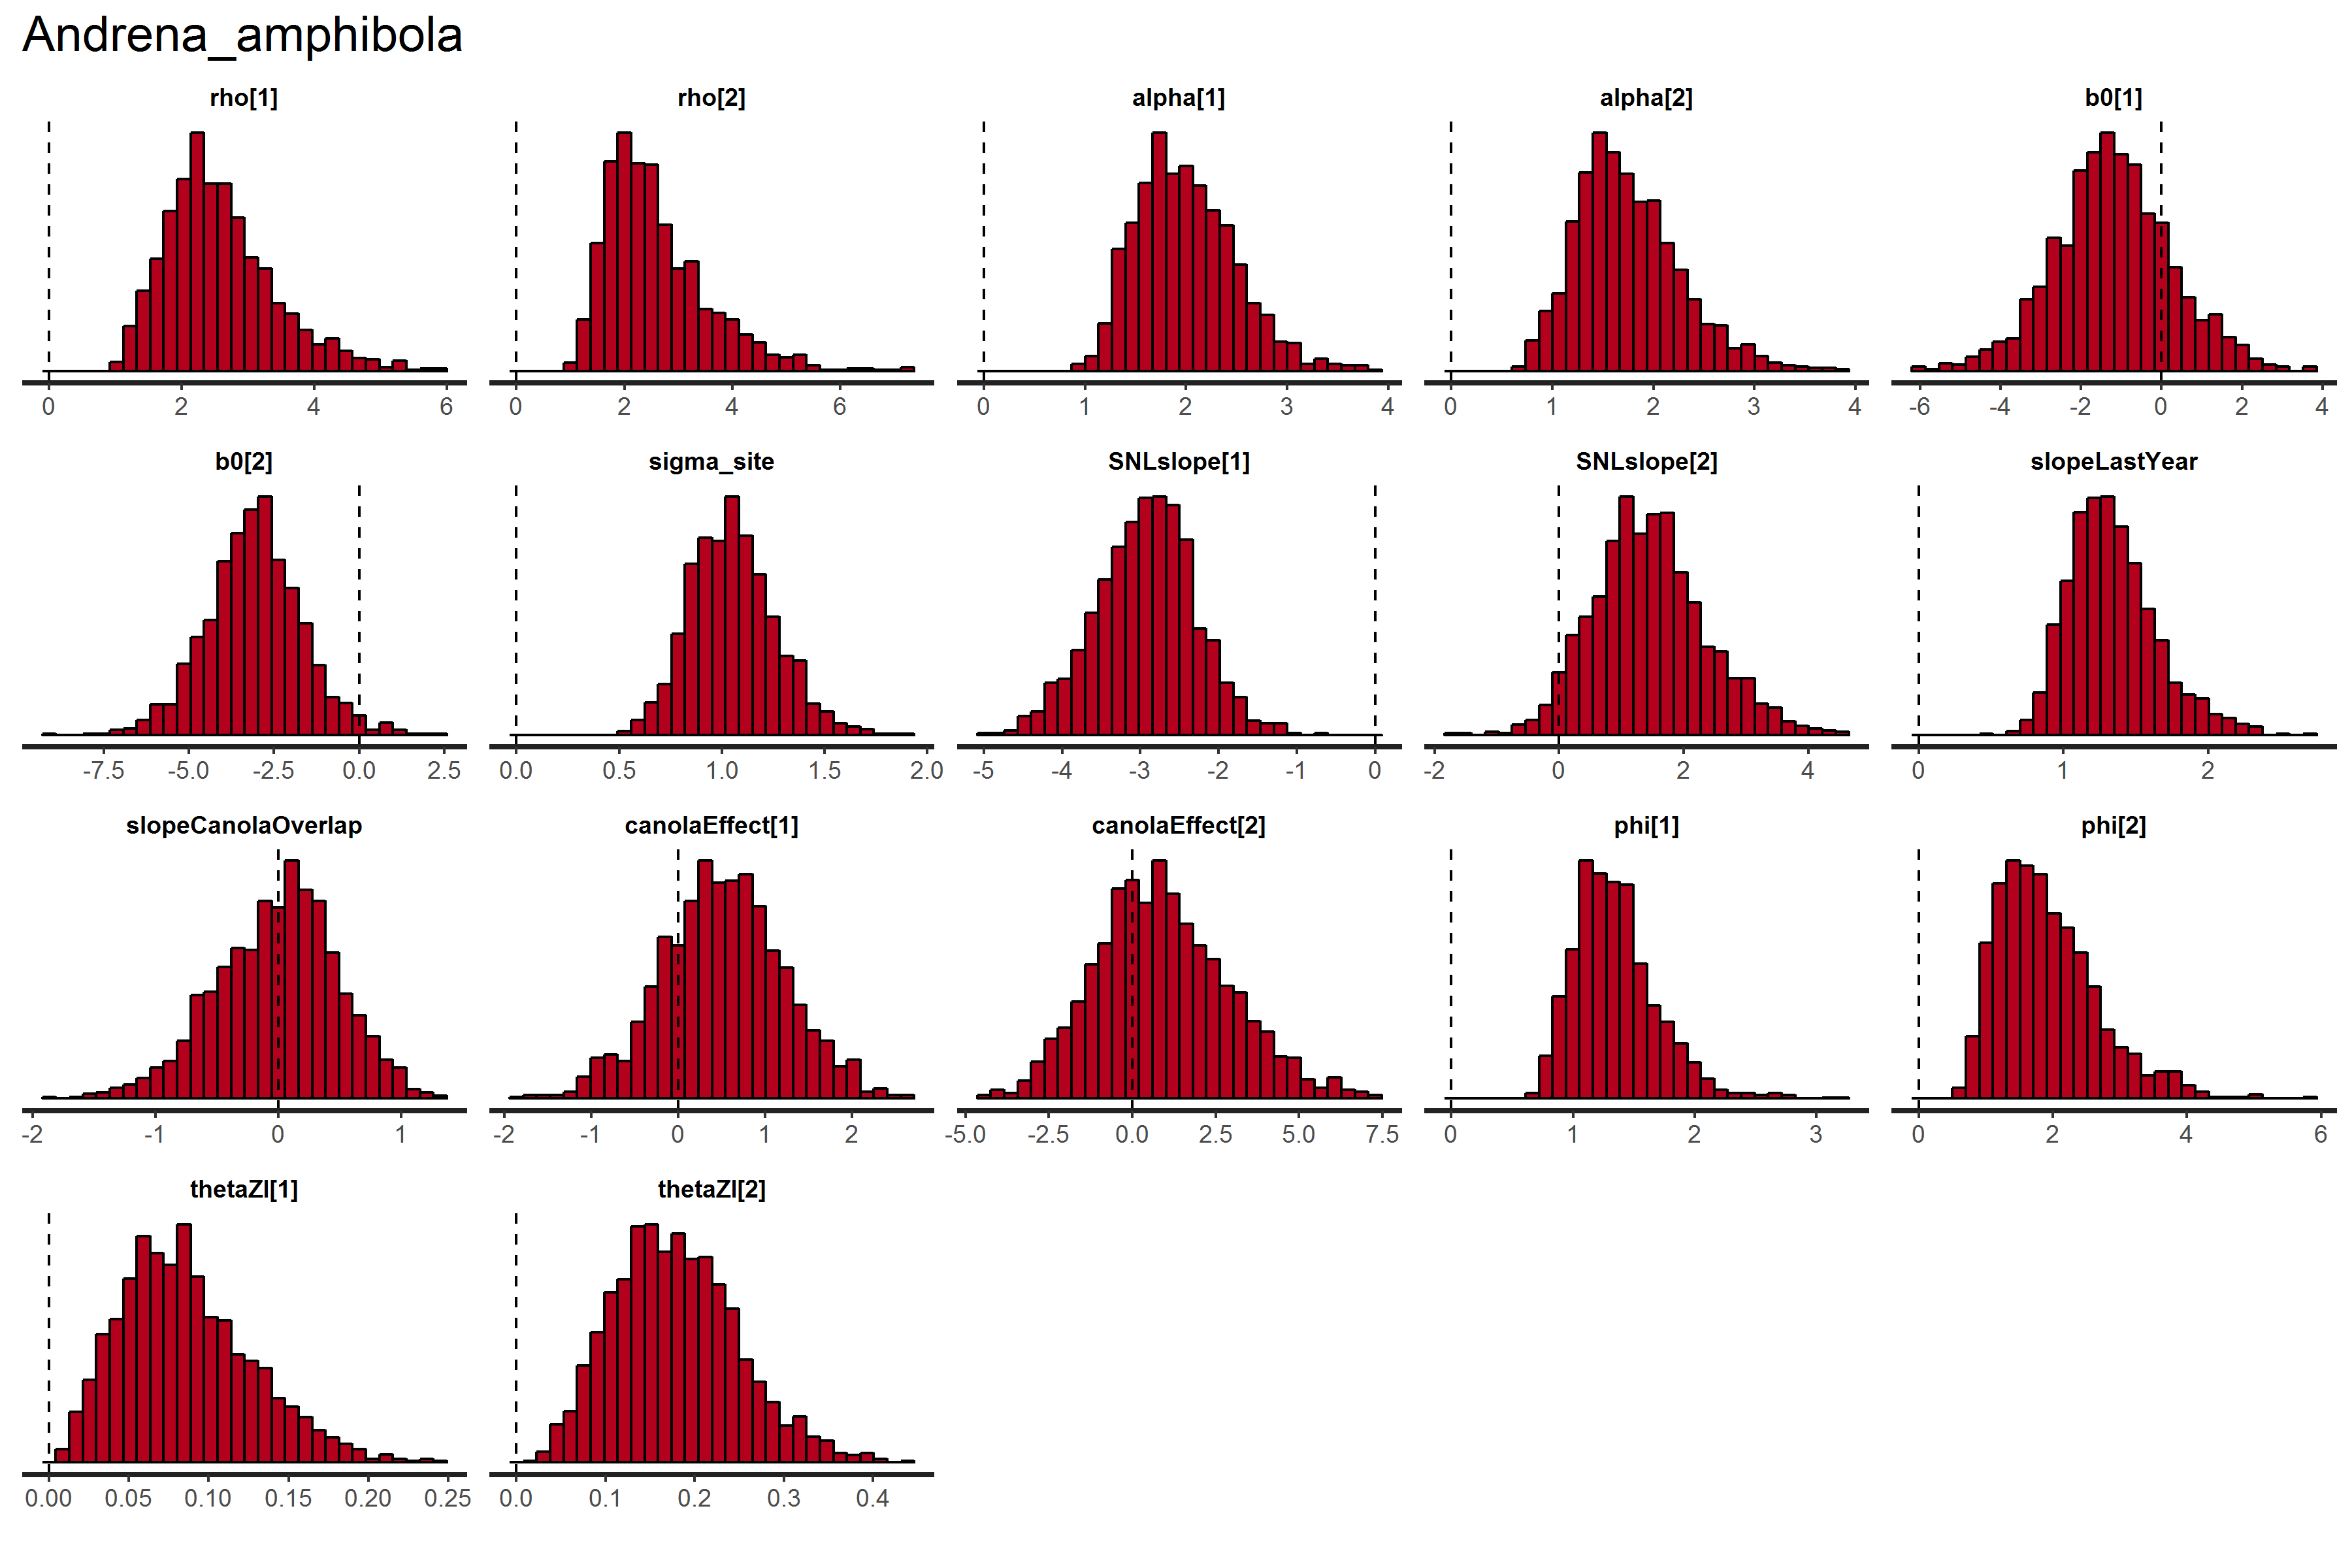 Andrena_amphibola
rho[1] rho[2] alpha[1] alpha[2] b0[1]
0 2 4 6 0 2 4 6 0 1 2 3 4 0 1 2 3 4 -6 -4 -2 0 2 4
b0[2] sigma_site SNLslope[1] SNLslope[2] slopeLastYear
-7.5 -5.0 -2.5 0.0 2.5 0.0 0.5 1.0 1.5 2.0 -5 -4 -3 -2 -1 0 -2 0 2 4 0 1 2
slopeCanolaOverlap canolaEffect[1] canolaEffect[2] phi[1] phi[2]
-2 -1 0 1 -2 -1 0 1 2 -5.0 -2.5 0.0 2.5 5.0 7.5 0 1 2 3 0 2 4 6
thetaZI[1] thetaZI[2]
0.00 0.05 0.10 0.15 0.20 0.25 0.0 0.1 0.2 0.3 0.4